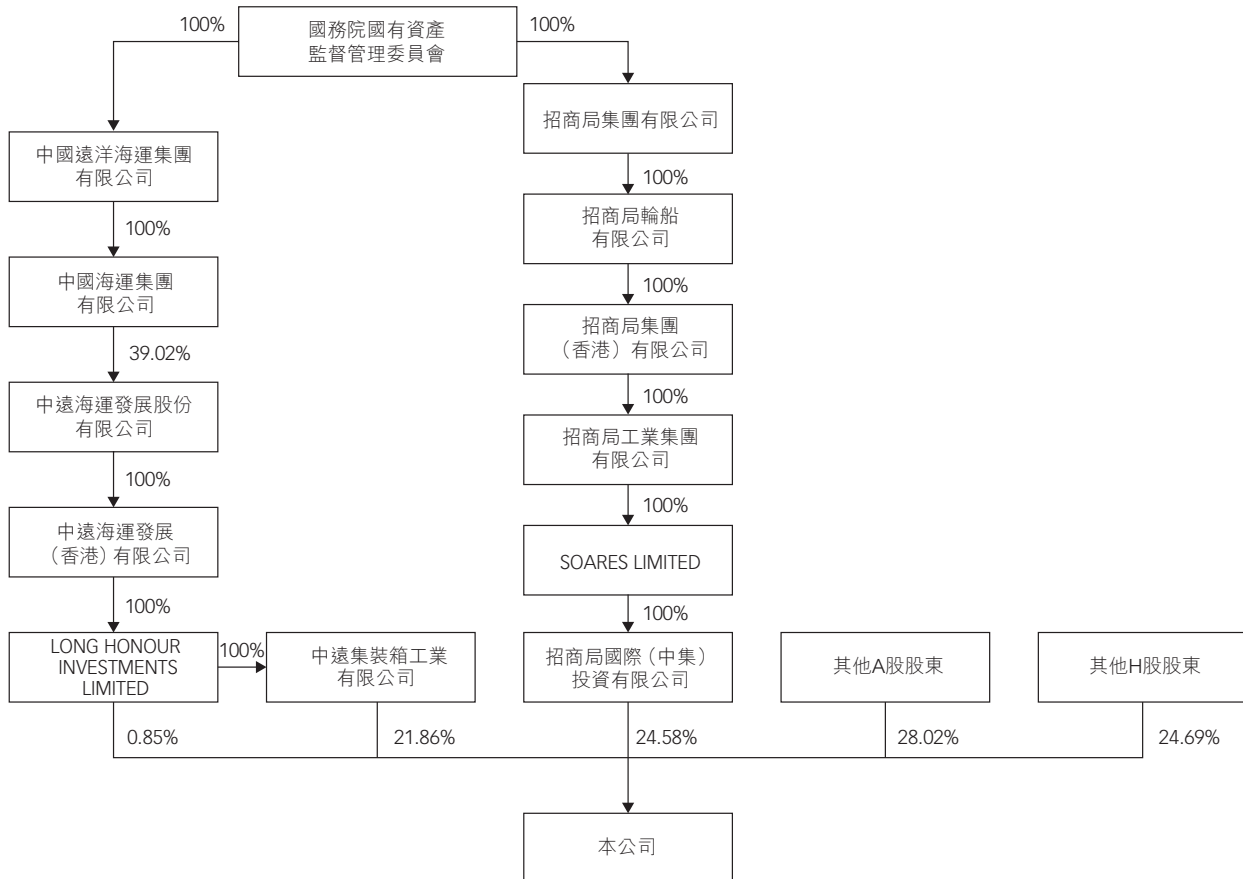 100%
國務院國有資產
監督管理委員會
100%
招商局集團有限公司
中國遠洋海運集團
有限公司
100%
100%
招商局輪船
有限公司
中國海運集團
有限公司
100%
39.02%
招商局集團
（香港）有限公司
100%
中遠海運發展股份
有限公司
招商局工業集團
有限公司
100%
100%
中遠海運發展
（香港）有限公司
SOARES LIMITED
100%
100%
LONG HONOUR
INVESTMENTS
LIMITED
100%
中遠集裝箱工業
有限公司
招商局國際（中集）
投資有限公司
其他A股股東
其他H股股東
0.85%
21.86%
24.58%
28.02%
24.69%
本公司